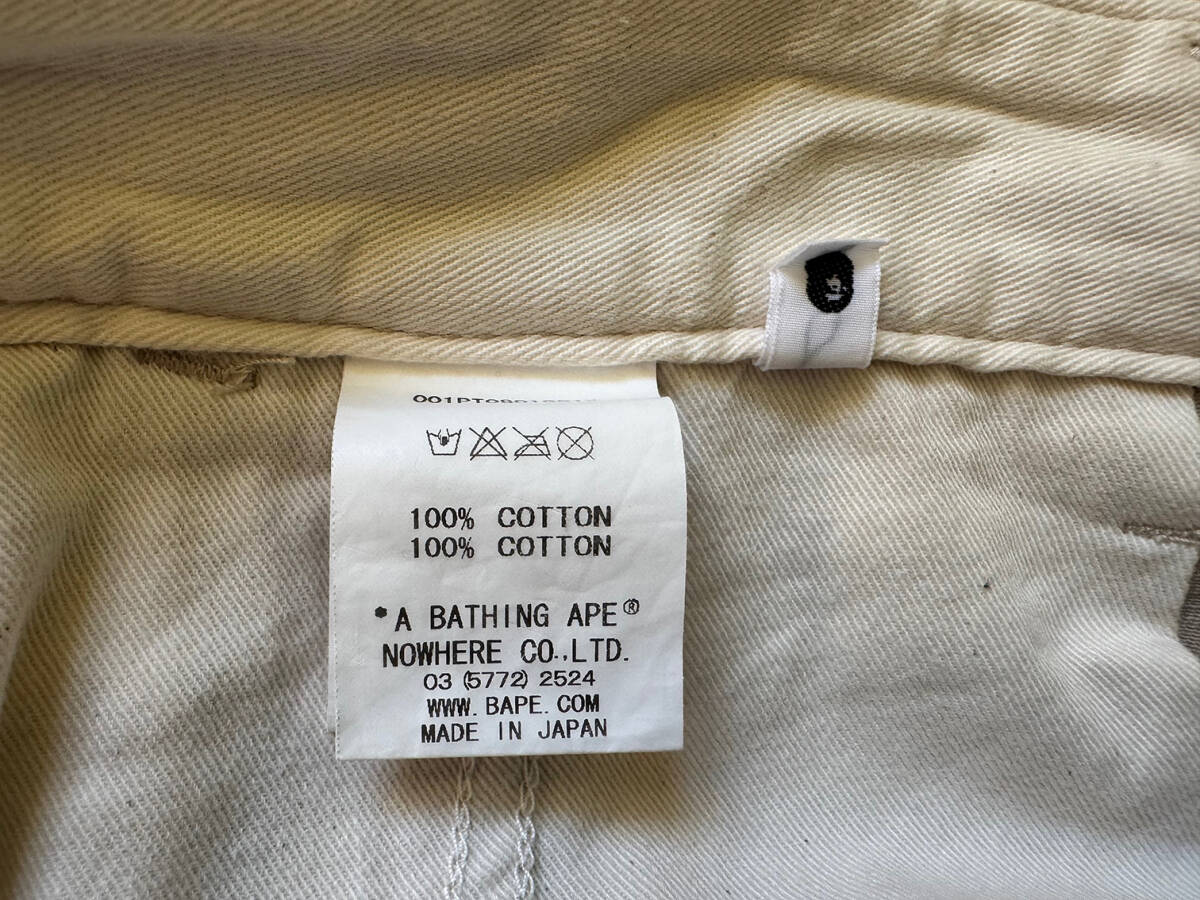 100% COTTON
100% COTTON
*A BATHING APE®
NOWHERE CO.,LTD.
03 (5772) 2524
WWW.BAPE.COM
MADE IN JAPAN